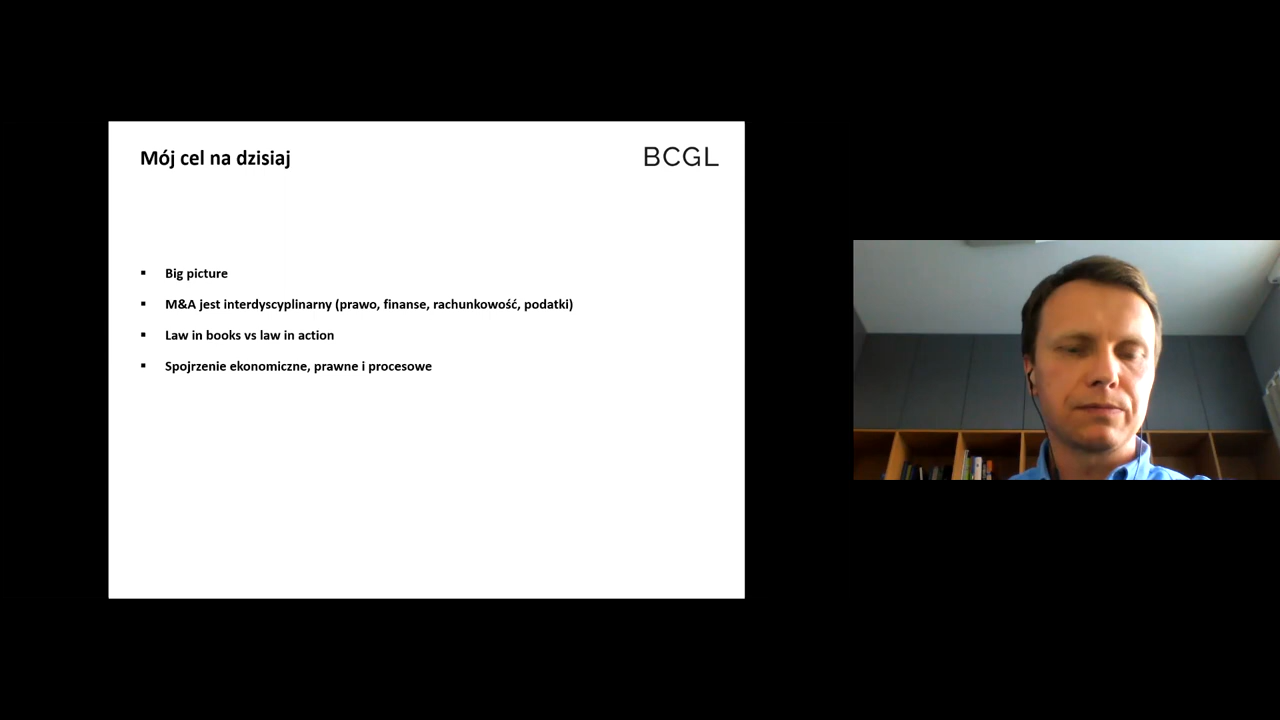 Mój cel na dzisiaj
BCGL
Big picture
M&A jest interdyscyplinarny (prawo, finanse, rachunkowość, podatki)
Law in books vs law in action
Spojrzenie ekonomiczne, prawne i procesowe